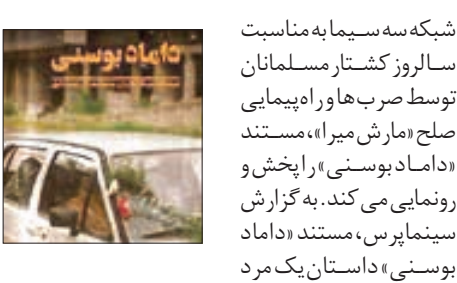 شبکه سه سیما به مناسبت
سالروز کشتار مسلمانان
توسط صرب‌ها و راه‌پیمایی
صلح «مارش میرا»، مستند
«داماد بوسنی» را پخش و
رونمایی می کند. به گزارش
سینماپرس، مستند «داماد
بوسنی» داستان یک مرد
داماد بوسنی